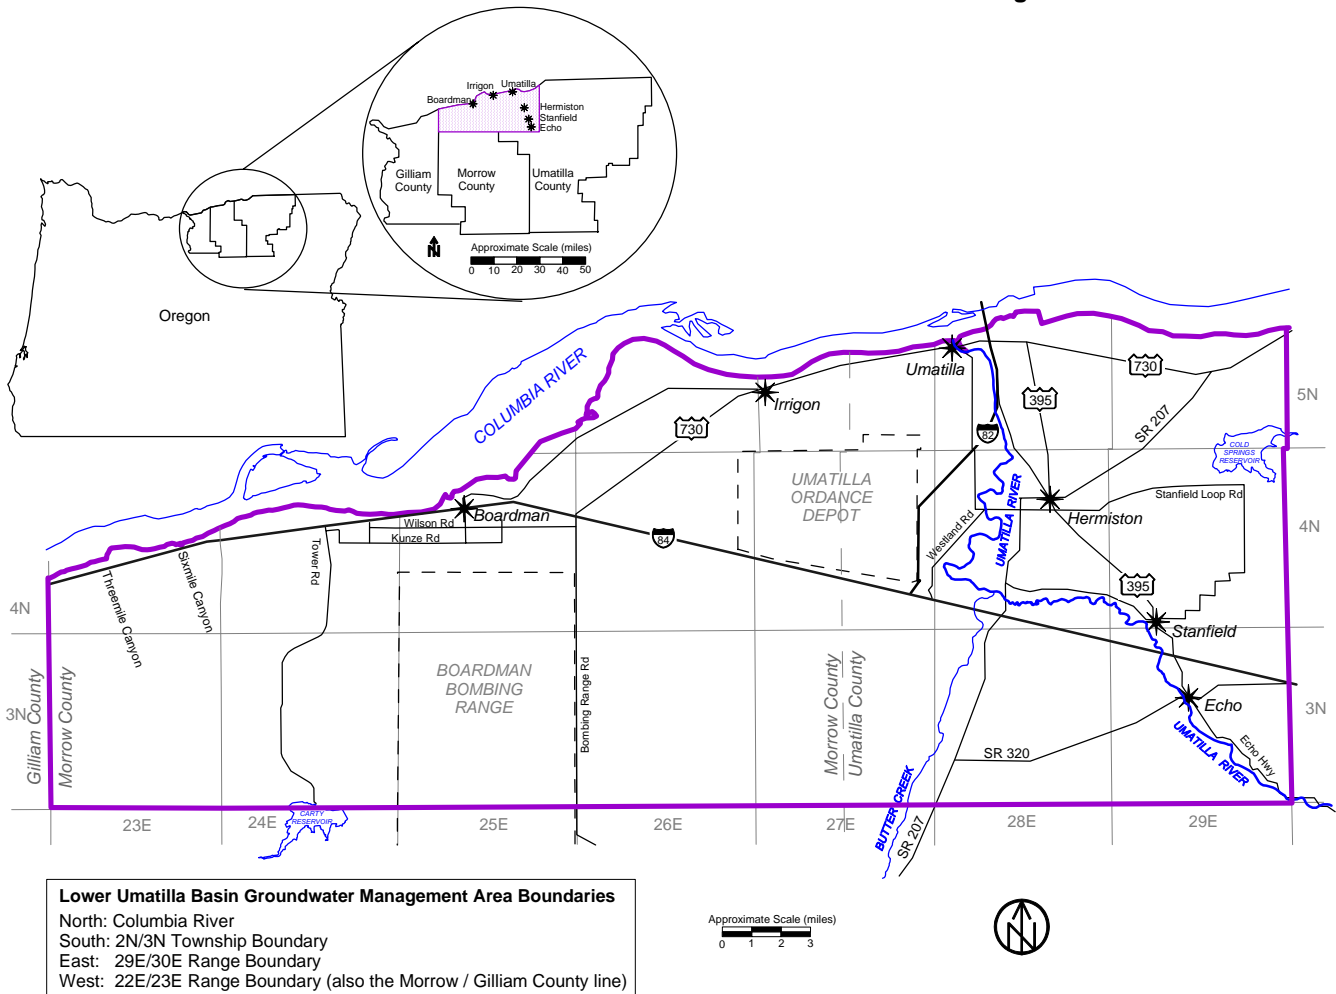 g
Irrigon
Umatilla
Boardman
Hermiston
Stanfield
Echo
Gilliam
County
Morrow
County
Umatilla
County
N
Approximate Scale (miles)
0 10 20 30 40 50
Oregon
COLUMBIA RIVER
Umatilla
730
395
5N
Irrigon
SR 207
730
82
COLD
SPRINGS
RESERVOIR
UMATILLA
ORDANCE
DEPOT
UMATILLA RIVER
Stanfield Loop Rd
Boardman
Hermiston
Wilson Rd
Kunze Rd
84
Westland Rd
4N
Tower Rd
Sixmile Canyon
Threemile Canyon
395
4N
Stanfield
BOARDMAN
BOMBING
RANGE
Bombing Range Rd
Morrow County
Umatilla County
Gilliam County
Morrow County
3N
Echo
3N
SR 320
UMATILLA RIVER
Echo Hwy
BUTTER CREEK
SR 207
CARTY
RESERVOIR
23E
24E
25E
26E
27E
28E
29E
Lower Umatilla Basin Groundwater Management Area Boundaries
North: Columbia River
South: 2N/3N Township Boundary
East: 29E/30E Range Boundary
West: 22E/23E Range Boundary (also the Morrow / Gilliam County line)
Approximate Scale (miles)
0 1 2 3
N